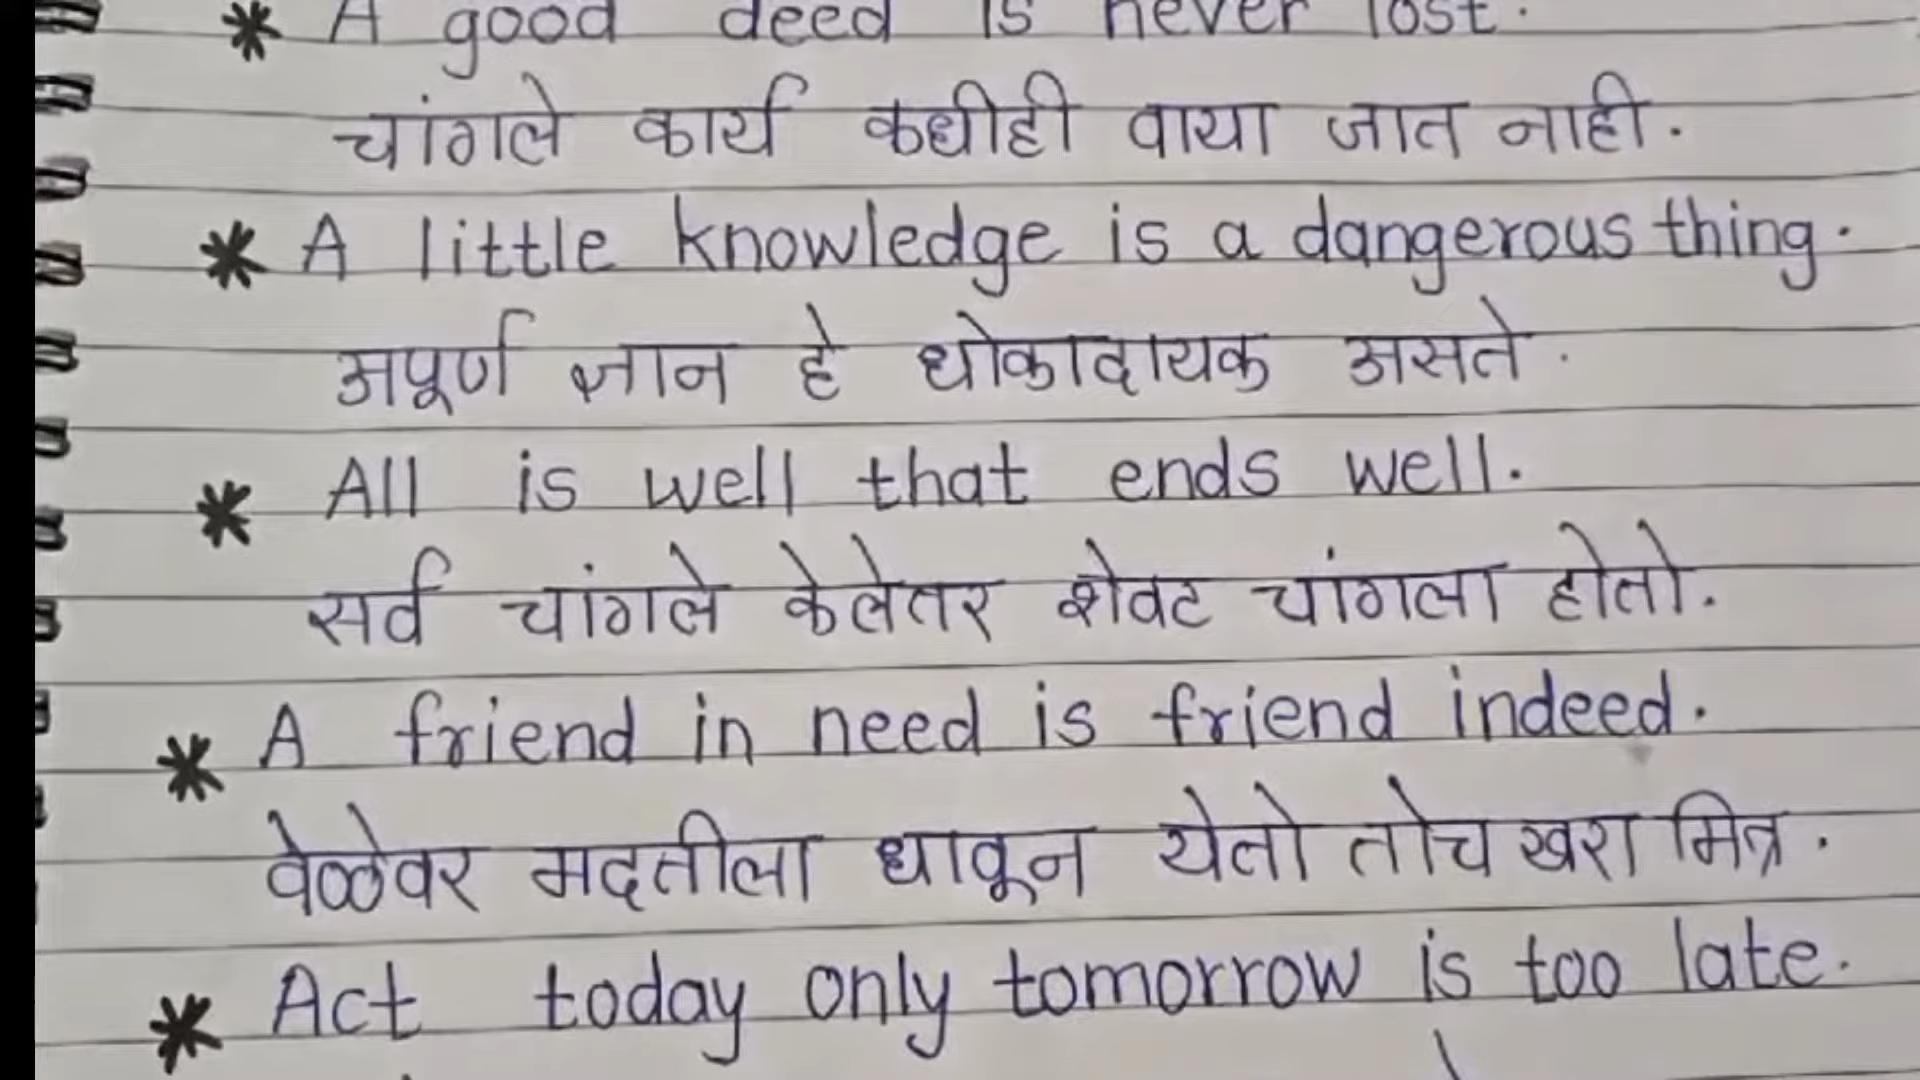 * A good deed is never lost.
चांगले कार्य कधीही वाया जात नाही.
* A little knowledge is a dangerous thing.
अपूर्ण ज्ञान हे धोकादायक असते.
* All is well that ends well.
सर्व चांगले केलेतर शेवट चांगला होतो.
* A friend in need is friend indeed.
वेळेवर मदतीला धावून येतो तोच खरा मित्र.
* Act today only tomorrow is too late.